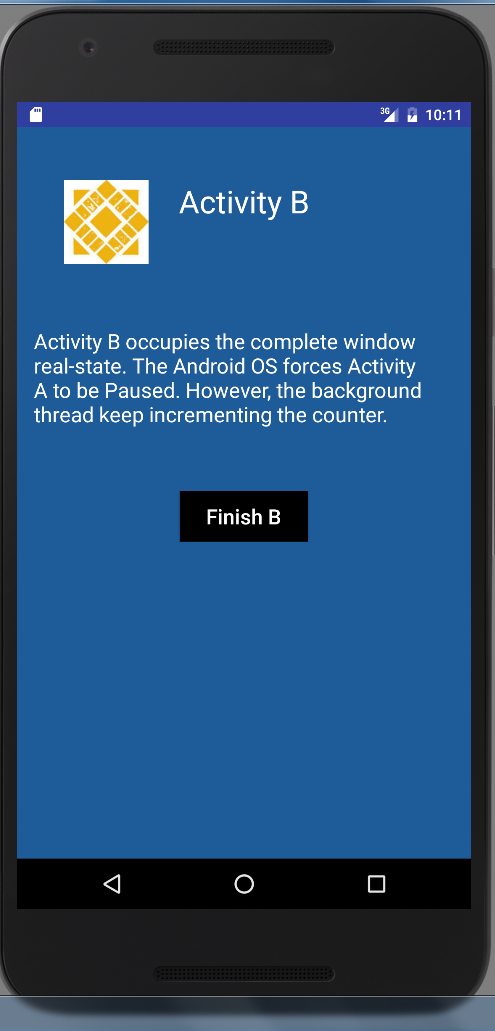 3G 10:11
Activity B
Activity B occupies the complete window
real-state. The Android OS forces Activity
A to be Paused. However, the background
thread keep incrementing the counter.
Finish B